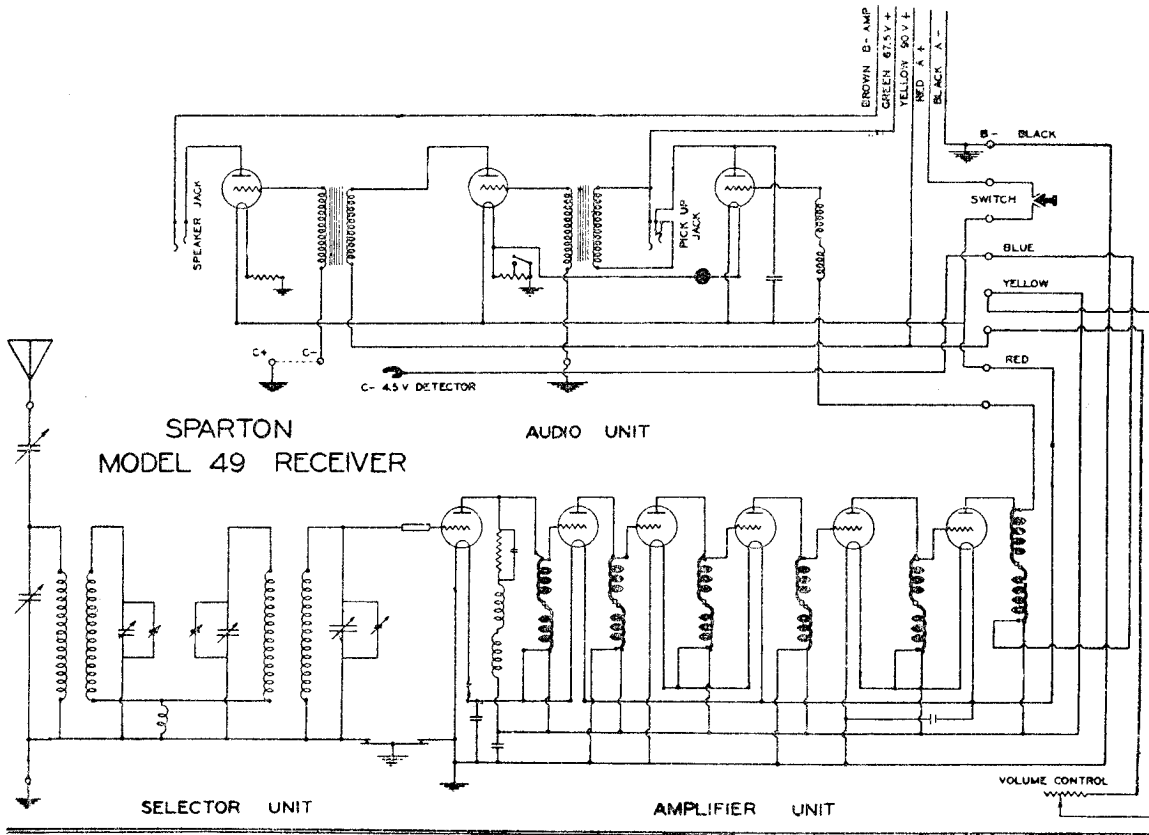 BROWN B- AMP
GREEN 67.5 V +
YELLOW 90 V +
RED A +
BLACK A -
B- BLACK
SWITCH
SPEAKER JACK
PICK UP JACK
BLUE
YELLOW
C+ C-
C- 4.5 V DETECTOR
RED
SPARTON
MODEL 49 RECEIVER
AUDIO UNIT
VOLUME CONTROL
SELECTOR UNIT
AMPLIFIER UNIT